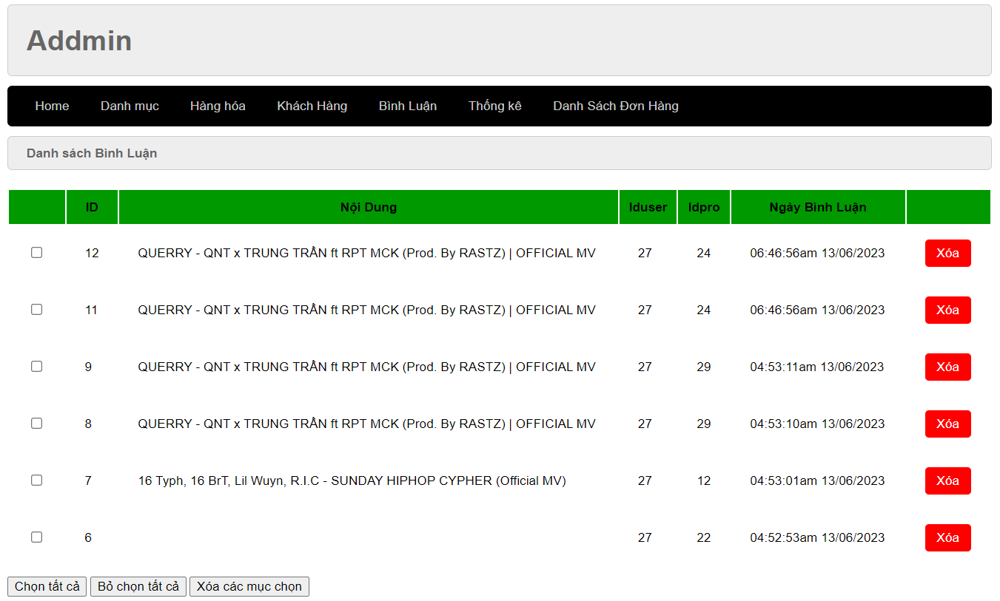 Addmin
Home Danh mục Hàng hóa Khách Hàng Bình Luận Thống kê Danh Sách Đơn Hàng
Danh sách Bình Luận
ID Nội Dung Iduser Idpro Ngày Bình Luận
12 QUERRY - QNT x TRUNG TRẦN ft RPT MCK (Prod. By RASTZ) | OFFICIAL MV 27 24 06:46:56am 13/06/2023 Xóa
11 QUERRY - QNT x TRUNG TRẦN ft RPT MCK (Prod. By RASTZ) | OFFICIAL MV 27 24 06:46:56am 13/06/2023 Xóa
9 QUERRY - QNT x TRUNG TRẦN ft RPT MCK (Prod. By RASTZ) | OFFICIAL MV 27 29 04:53:11am 13/06/2023 Xóa
8 QUERRY - QNT x TRUNG TRẦN ft RPT MCK (Prod. By RASTZ) | OFFICIAL MV 27 29 04:53:10am 13/06/2023 Xóa
7 16 Typh, 16 BrT, Lil Wuyn, R.I.C - SUNDAY HIPHOP CYPHER (Official MV) 27 12 04:53:01am 13/06/2023 Xóa
6 27 22 04:52:53am 13/06/2023 Xóa
Chọn tất cả Bỏ chọn tất cả Xóa các mục chọn